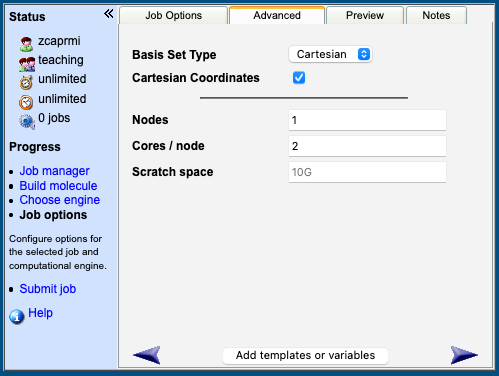 Status
zcaprmi
teaching
unlimited
unlimited
0 jobs
Progress
Job manager
Build molecule
Choose engine
Job options
Configure options for
the selected job and
computational engine.
Submit job
Help
Job Options
Advanced
Preview
Notes
Basis Set Type
Cartesian
Cartesian Coordinates
Nodes
1
Cores / node
2
Scratch space
10G
Add templates or variables